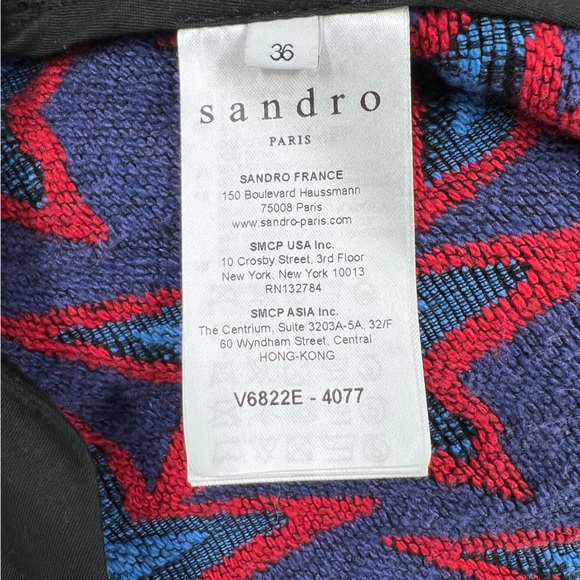 36
sandro
PARIS
SANDRO FRANCE
150 Boulevard Haussmann
75008 Paris
www.sandro-paris.com
SMCP USA Inc.
10 Crosby Street, 3rd Floor
New York, New York 10013
RN132784
SMCP ASIA Inc.
The Centrium, Suite 3203A-5A, 32/F
60 Wyndham Street, Central
HONG-KONG
V6822E - 4077